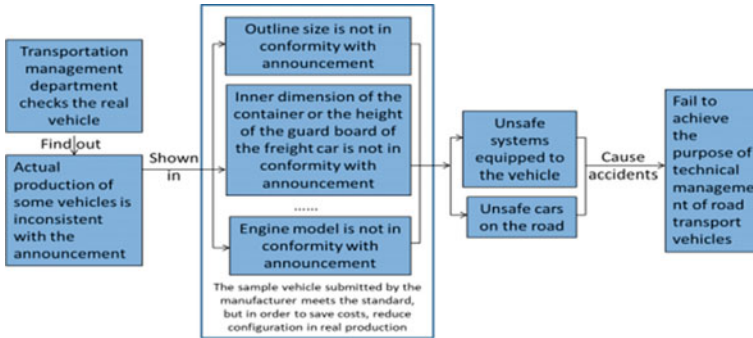 Transportation
management
department
checks the real
vehicle
Find out
Actual
production of
some vehicles is
inconsistent
with the
announcement
Shown
in
Outline size is not in
conformity with
announcement
Inner dimension of the
container or the height
of the guard board of
the freight car is not in
conformity with
announcement
......
Engine model is not in
conformity with
announcement
The sample vehicle submitted by the
manufacturer meets the standard,
but in order to save costs, reduce
configuration in real production
Unsafe
systems
equipped to
the vehicle
Unsafe cars
on the road
Cause
accidents
Fail to
achieve
the
purpose of
technical
manageme
nt of road
transport
vehicles